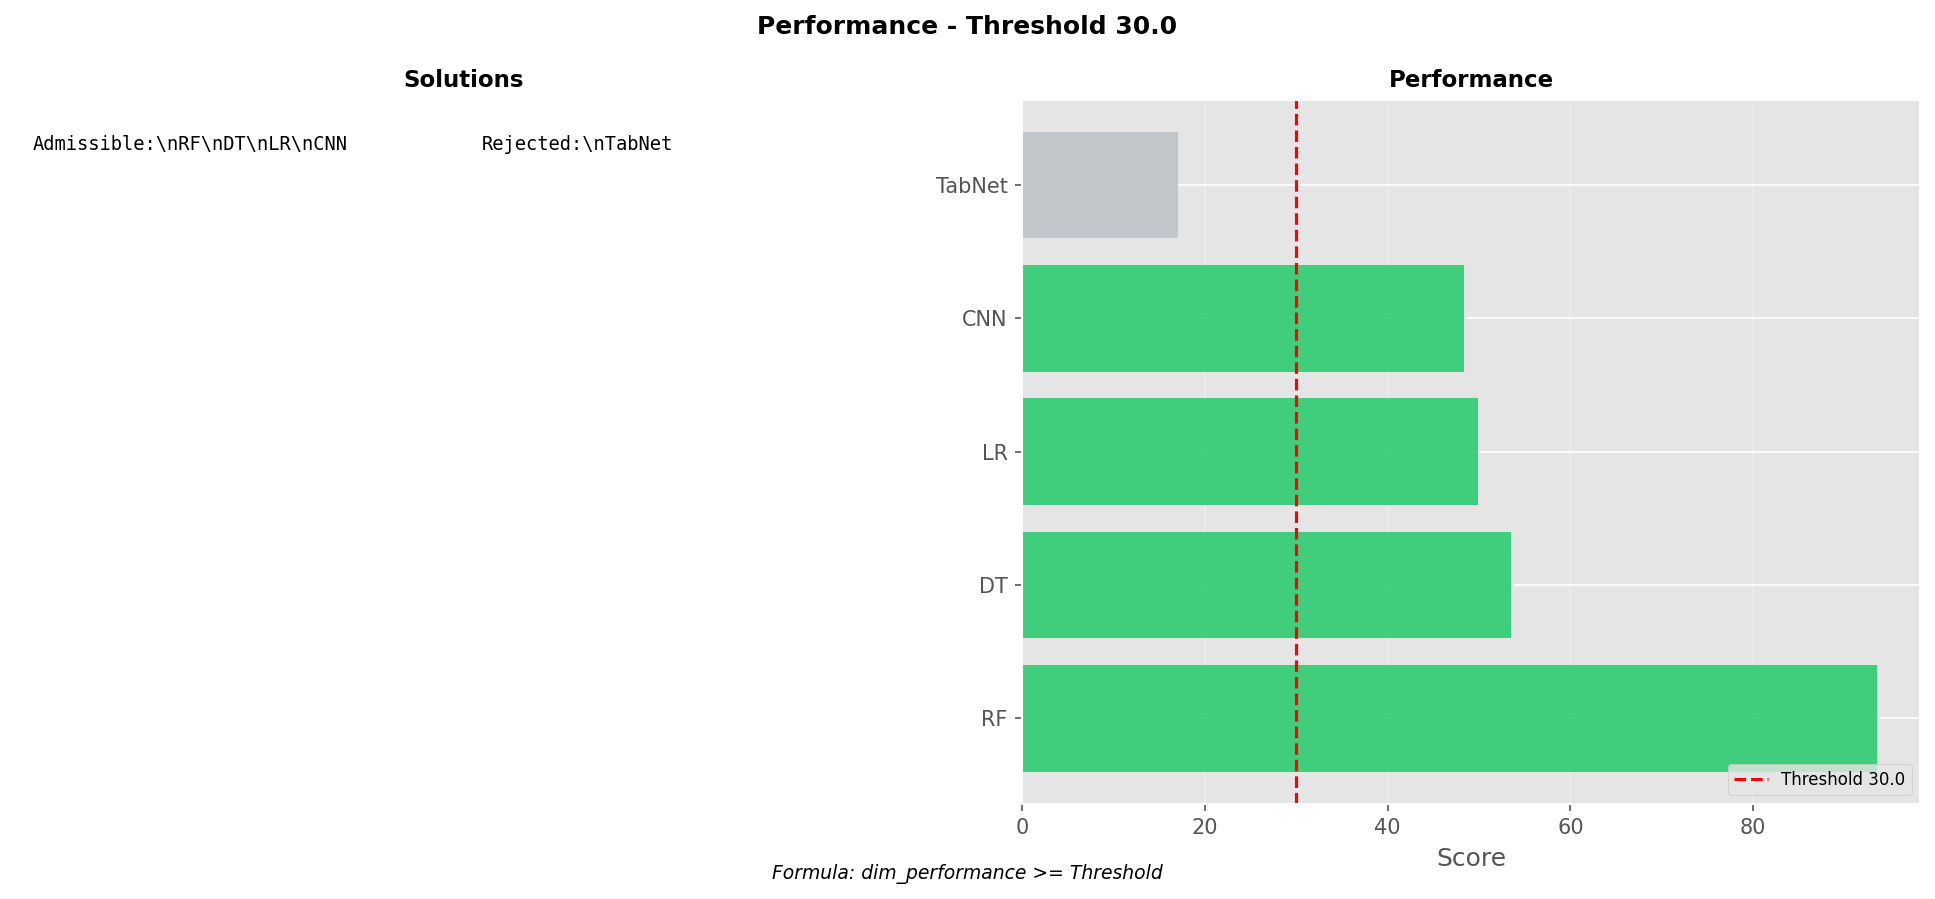 Performance - Threshold 30.0
Solutions
Admissible:\nRF\nDT\nLR\nCNN
Rejected:\nTabNet
Performance
TabNet
CNN
LR
DT
RF
Threshold 30.0
0 20 40 60 80
Score
Formula: dim_performance >= Threshold